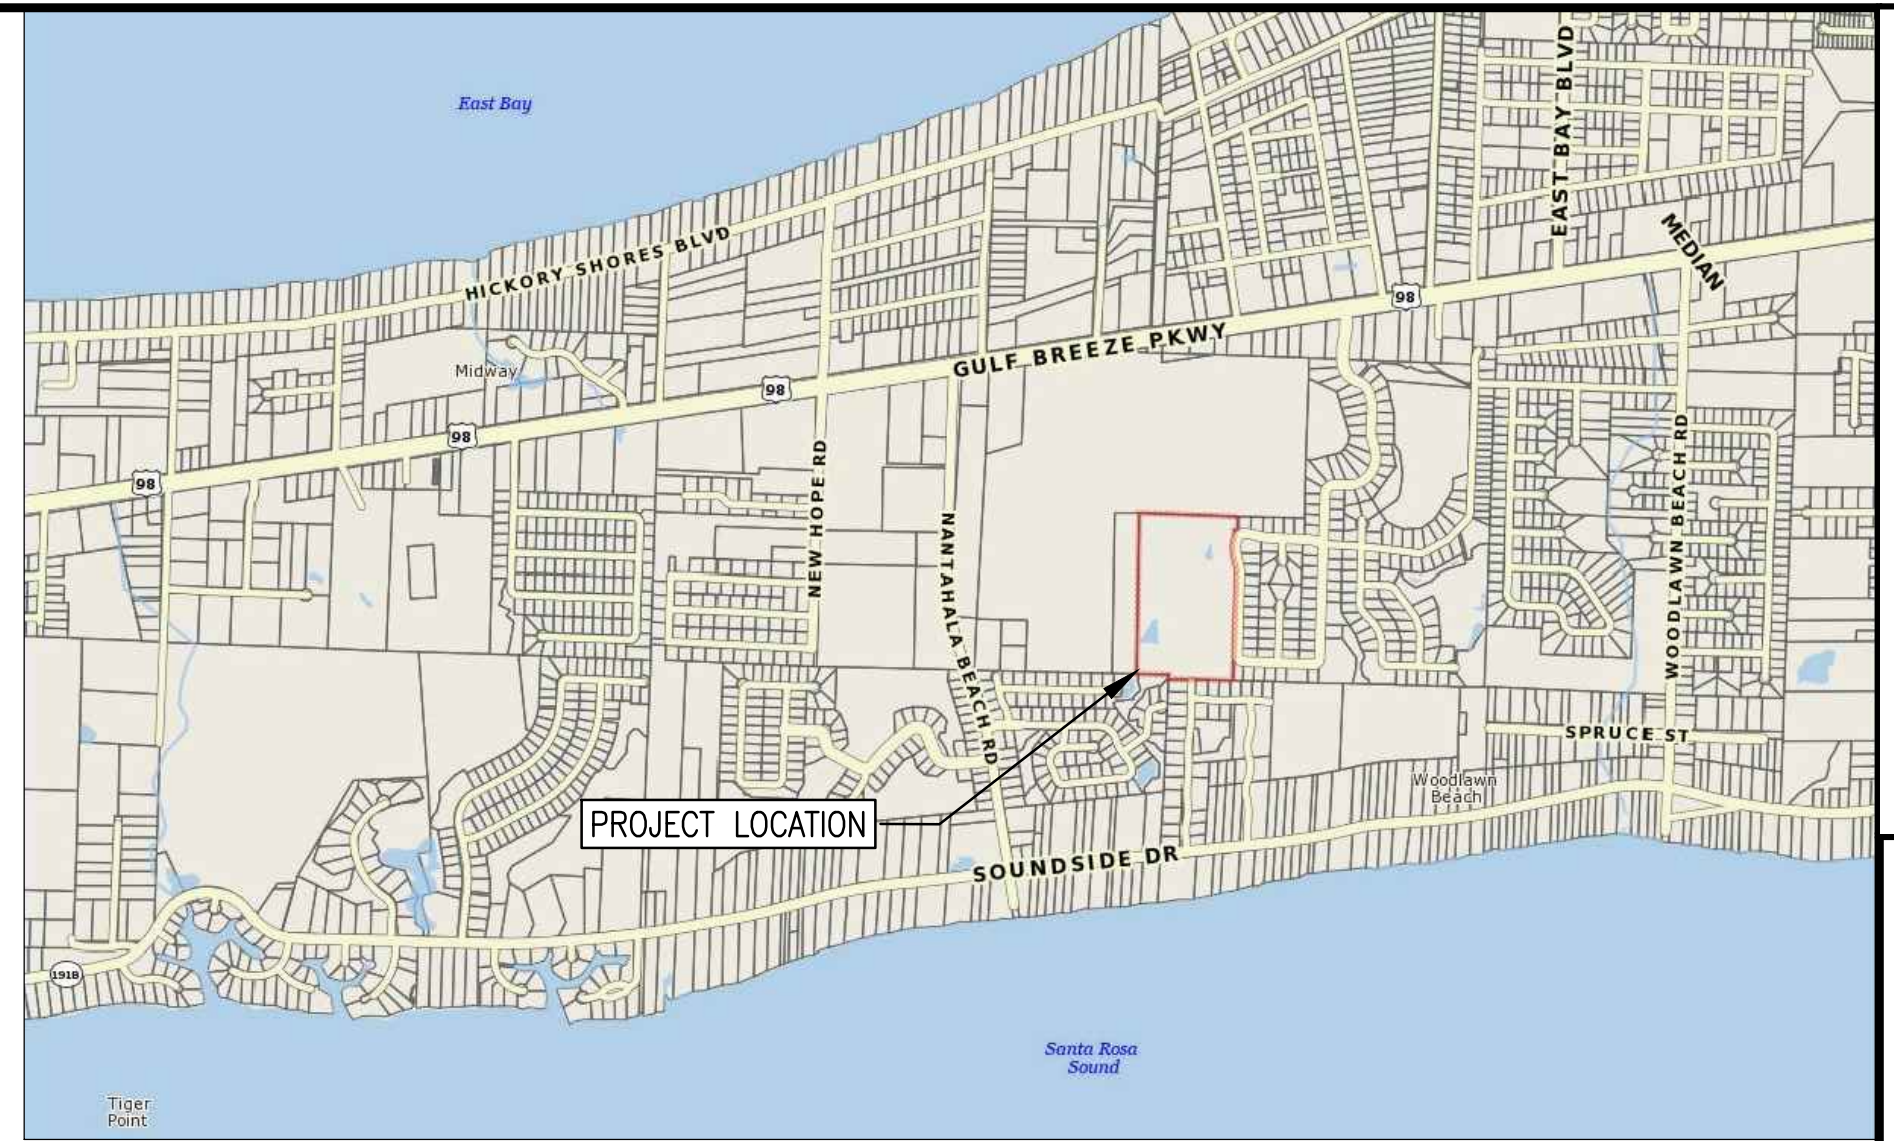 East Bay
EAST BAY BLVD
HICKORY SHORES BLVD
MEDIAN
98
GULF BREEZE PKWY
Midway
98
98
98
NEW HOPE RD
NANTAHALA BEACH RD
WOODLAWN BEACH RD
SPRUCE ST
Woodlawn
Beach
PROJECT LOCATION
SOUNDSIDE DR
191B
Santa Rosa
Sound
Tiger
Point